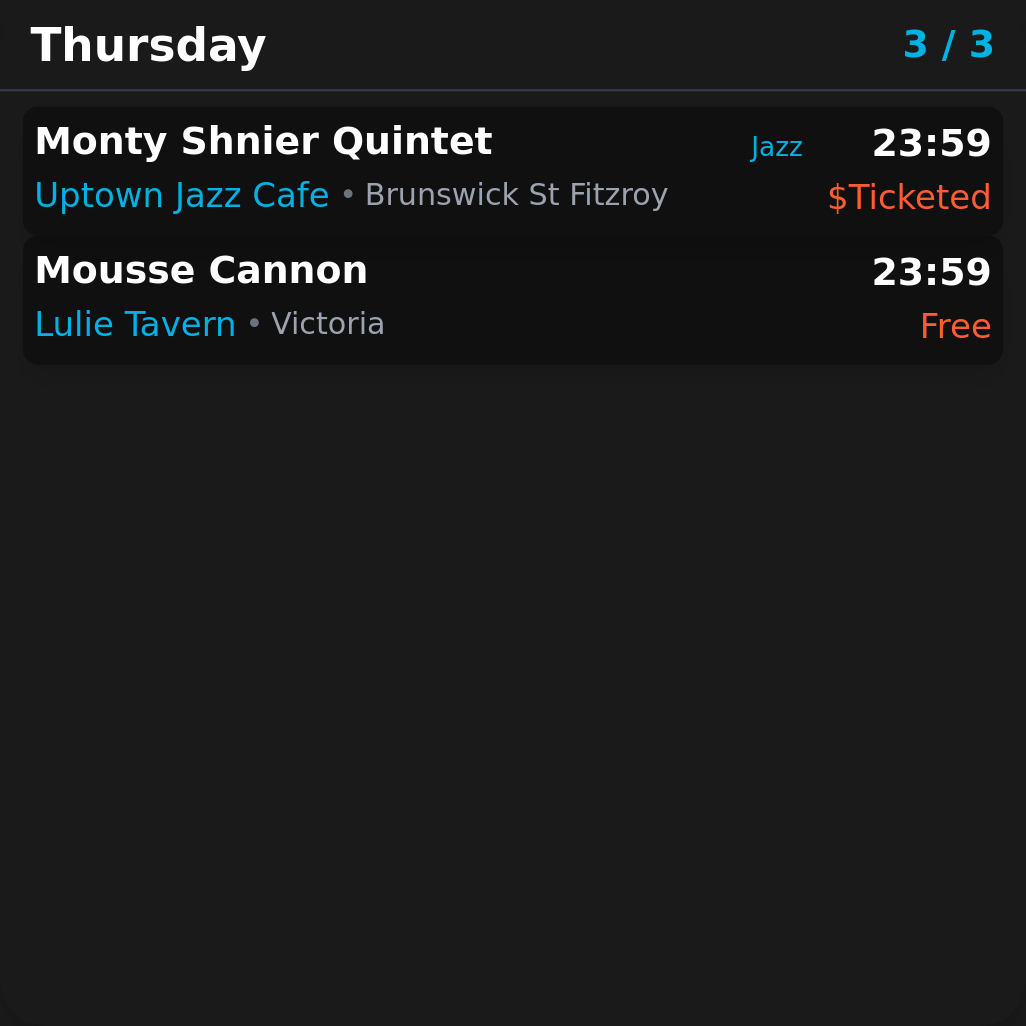 Thursday 3 / 3
Monty Shnier Quintet Jazz 23:59
Uptown Jazz Cafe • Brunswick St Fitzroy $Ticketed
Mousse Cannon 23:59
Lulie Tavern • Victoria Free